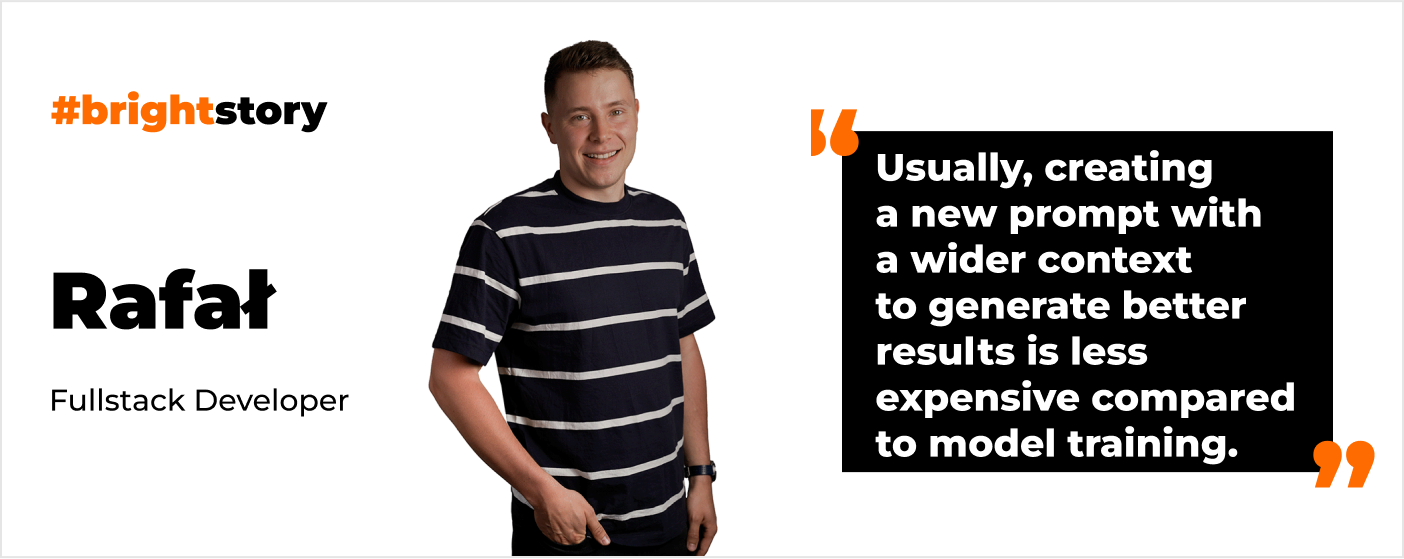 #brightstory
Rafał
Fullstack Developer
“
Usually, creating
a new prompt with
a wider context
to generate better
results is less
expensive compared
to model training.
”